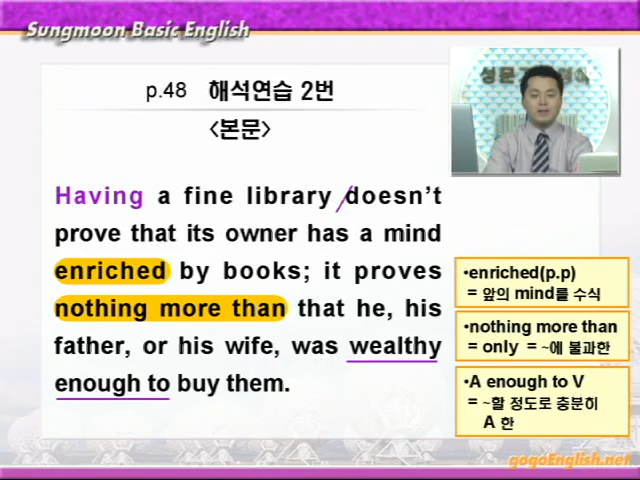 Sungmoon Basic English
p.48 해석연습 2번
<본문>
Having a fine library doesn't
prove that its owner has a mind
enriched by books; it proves
nothing more than that he, his
father, or his wife, was wealthy
enough to buy them.
•enriched(p.p)
= 앞의 mind를 수식
•nothing more than
= only = ~에 불과한
•A enough to V
= ~할 정도로 충분히
A 한
gogoEnglish.net